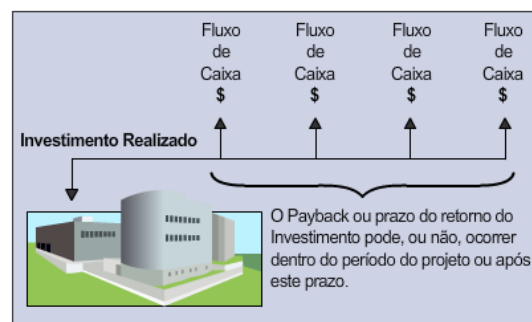 Fluxo Fluxo Fluxo Fluxo
de de de de
Caixa Caixa Caixa Caixa
$ $ $ $
Investimento Realizado
O Payback ou prazo do retorno do
Investimento pode, ou não, ocorrer
dentro do período do projeto ou após
este prazo.